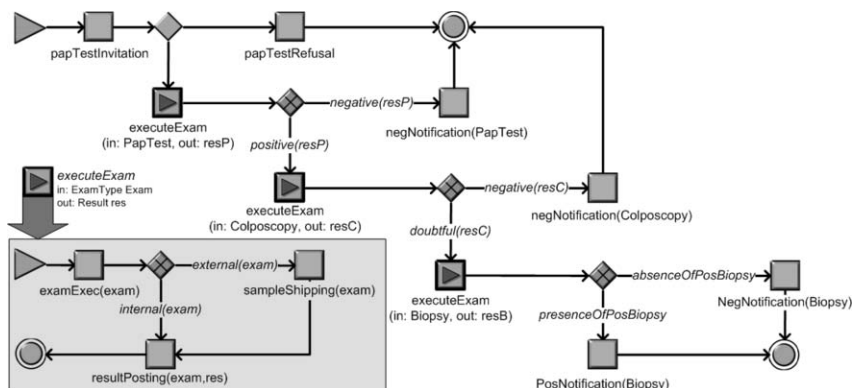 papTestInvitation
papTestRefusal
negative(resP)
executeExam
(in: PapTest, out: resP)
negNotification(PapTest)
positive(resP)
executeExam
in: ExamType Exam
out: Result res
negative(resC)
executeExam
(in: Colposcopy, out: resC)
negNotification(Colposcopy)
doubtful(resC)
external(exam)
examExec(exam)
sampleShipping(exam)
internal(exam)
resultPosting(exam,res)
absenceOfPosBiopsy
executeExam
(in: Biopsy, out: resB)
NegNotification(Biopsy)
presenceOfPosBiopsy
PosNotification(Biopsy)